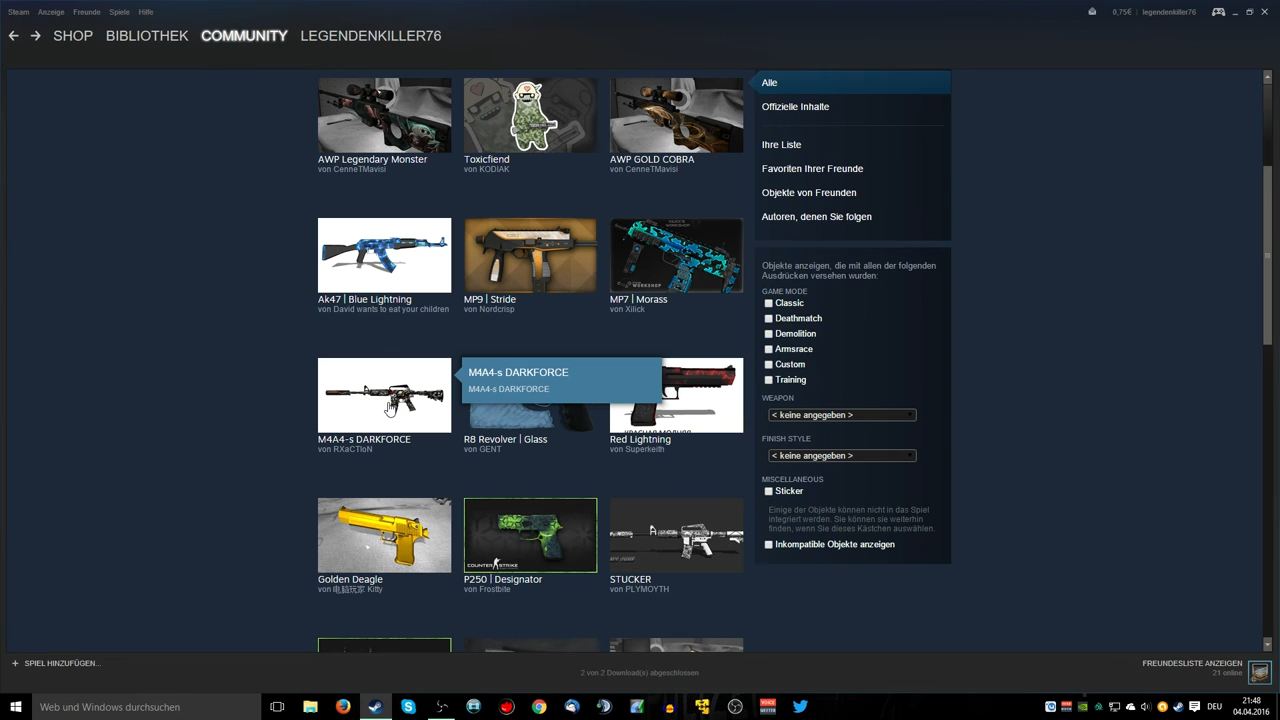 Steam Anzeige Freunde Spiele Hilfe
0,75€ legendenkiller76
SHOP BIBLIOTHEK COMMUNITY LEGENDENKILLER76
AWP Legendary Monster
von CenneTMavisi
Toxicfiend
von KODIAK
AWP GOLD COBRA
von CenneTMavisi
Ak47 | Blue Lightning
von David wants to eat your children
MP9 | Stride
von Nordcrisp
WORKSHOP
MP7 | Morass
von Xilick
M4A4-s DARKFORCE
von RXaCTIoN
M4A4-s DARKFORCE
M4A4-s DARKFORCE
R8 Revolver | Glass
von GENT
Red Lightning
von Superkeith
Golden Deagle
von 电脑玩家 Kitty
COUNTER STRIKE
P250 | Designator
von Frostbite
STUCKER
von PLYMOYTH
Alle
Offizielle Inhalte
Ihre Liste
Favoriten Ihrer Freunde
Objekte von Freunden
Autoren, denen Sie folgen
Objekte anzeigen, die mit allen der folgenden
Ausdrücken versehen wurden:
GAME MODE
Classic
Deathmatch
Demolition
Armsrace
Custom
Training
WEAPON
< keine angegeben >
FINISH STYLE
< keine angegeben >
MISCELLANEOUS
Sticker
Einige der Objekte können nicht in das Spiel
integriert werden. Sie können sie weiterhin
finden, wenn Sie dieses Kästchen auswählen.
Inkompatible Objekte anzeigen
+ SPIEL HINZUFÜGEN...
2 von 2 Download(s) abgeschlossen
FREUNDESLISTE ANZEIGEN
21 online
Web und Windows durchsuchen
DEU
21:48
04.04.2016